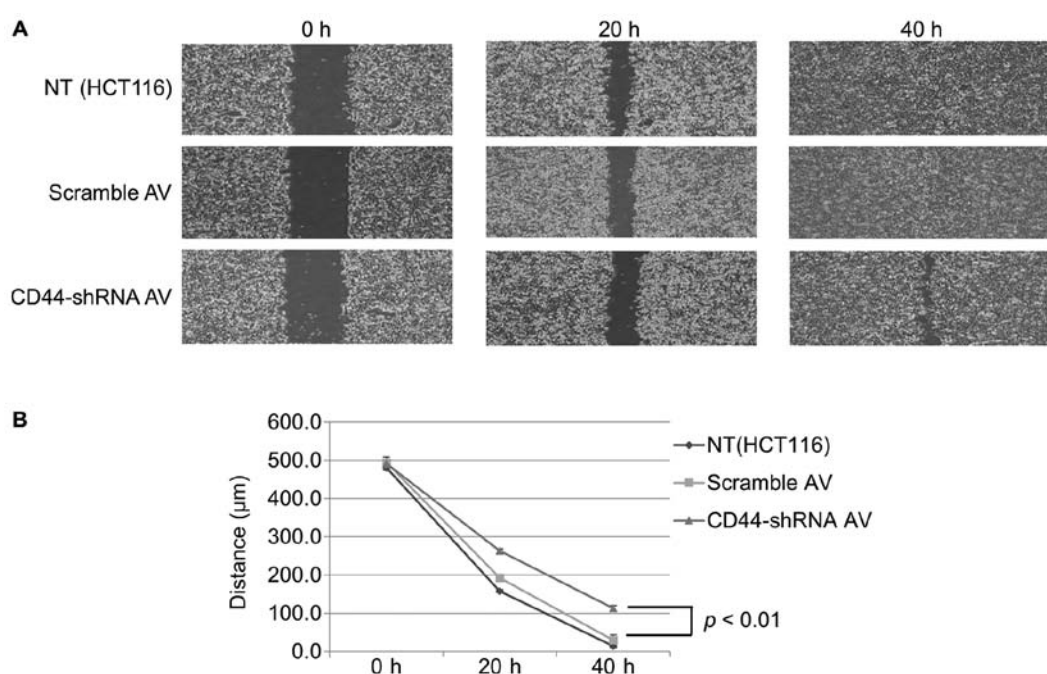 A
0 h
20 h
40 h
NT (HCT116)
Scramble AV
CD44-shRNA AV
B
600.0
500.0
400.0
300.0
200.0
100.0
0.0
Distance (µm)
0 h
20 h
40 h
NT(HCT116)
Scramble AV
CD44-shRNA AV
p < 0.01